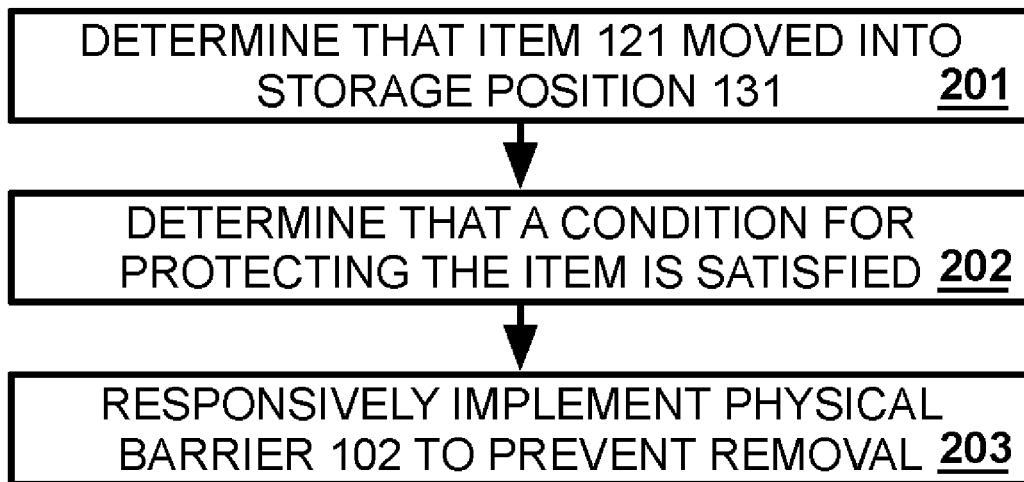 DETERMINE THAT ITEM 121 MOVED INTO
STORAGE POSITION 131 201
DETERMINE THAT A CONDITION FOR
PROTECTING THE ITEM IS SATISFIED 202
RESPONSIVELY IMPLEMENT PHYSICAL
BARRIER 102 TO PREVENT REMOVAL 203